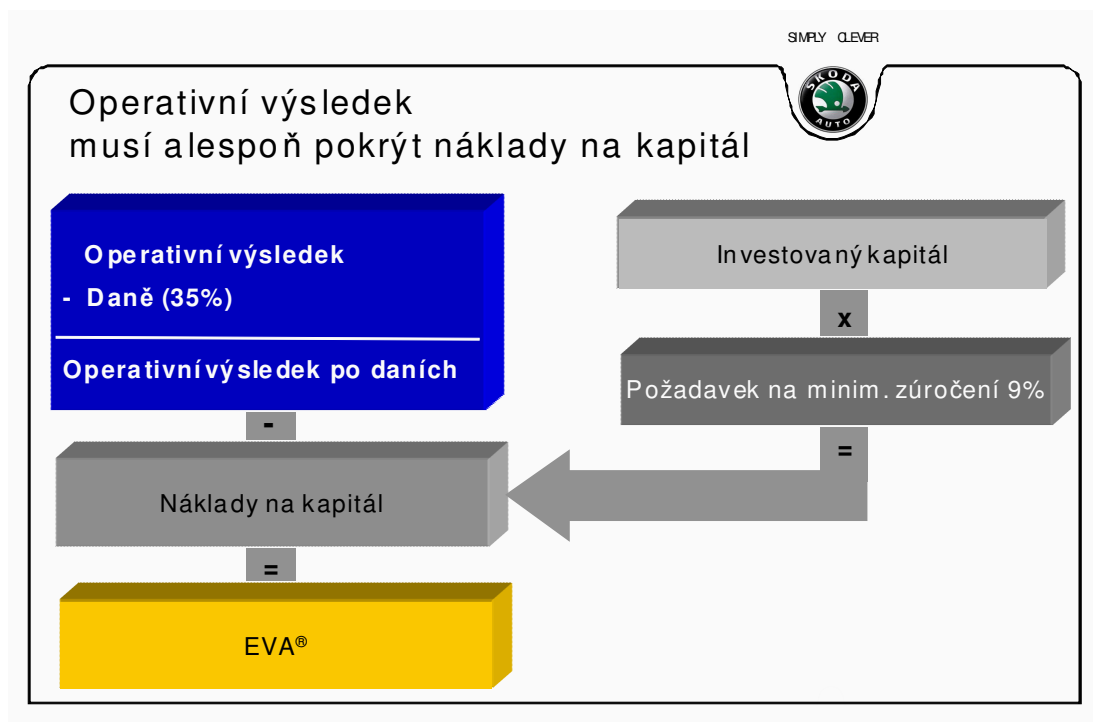 SIMPLY CLEVER
ŠKODA
AUTO
Operativní výsledek
musí alespoň pokrýt náklady na kapitál
Operativní výsledek
- Daně (35%)
Operativní výsledek po daních
-
Náklady na kapitál
=
EVA®
Investovaný kapitál
x
Požadavek na minim. zúročení 9%
=